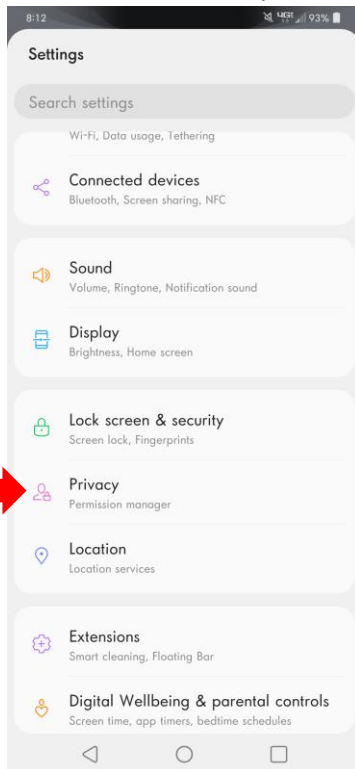 8:12 4GE 93%
Settings
Search settings
Wi-Fi, Data usage, Tethering
Connected devices
Bluetooth, Screen sharing, NFC
Sound
Volume, Ringtone, Notification sound
Display
Brightness, Home screen
Lock screen & security
Screen lock, Fingerprints
Privacy
Permission manager
Location
Location services
Extensions
Smart cleaning, Floating Bar
Digital Wellbeing & parental controls
Screen time, app timers, bedtime schedules